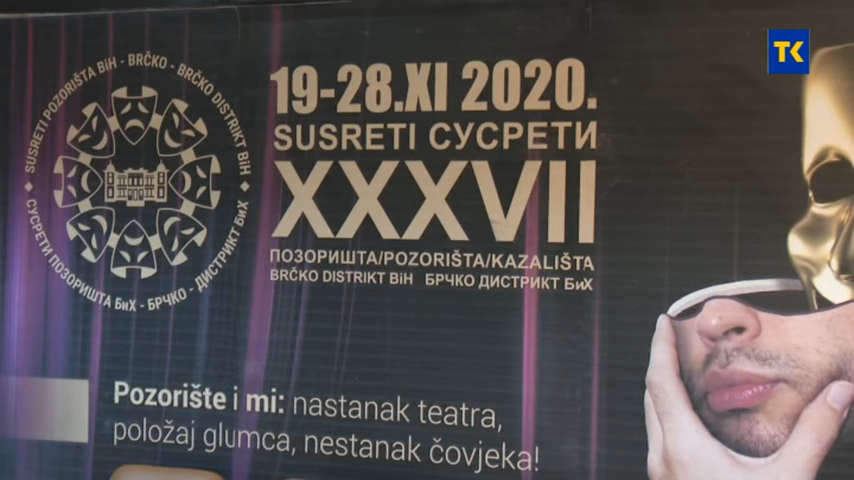 SUSRETI POZORIŠTA BiH - BRČKO - BRČKO DISTRIKT BiH
СУСРЕТИ ПОЗОРИШТА БиХ - БРЧКО - ДИСТРИКТ БиХ
19-28.XI 2020.
SUSRETI СУСРЕТИ
XXXVII
ПОЗОРИШТА/POZORIŠTA/KAZALIŠTA
BRČKO DISTRIKT BiH БРЧКО ДИСТРИКТ БиХ
Pozorište i mi: nastanak teatra,
položaj glumca, nestanak čovjeka!
TK